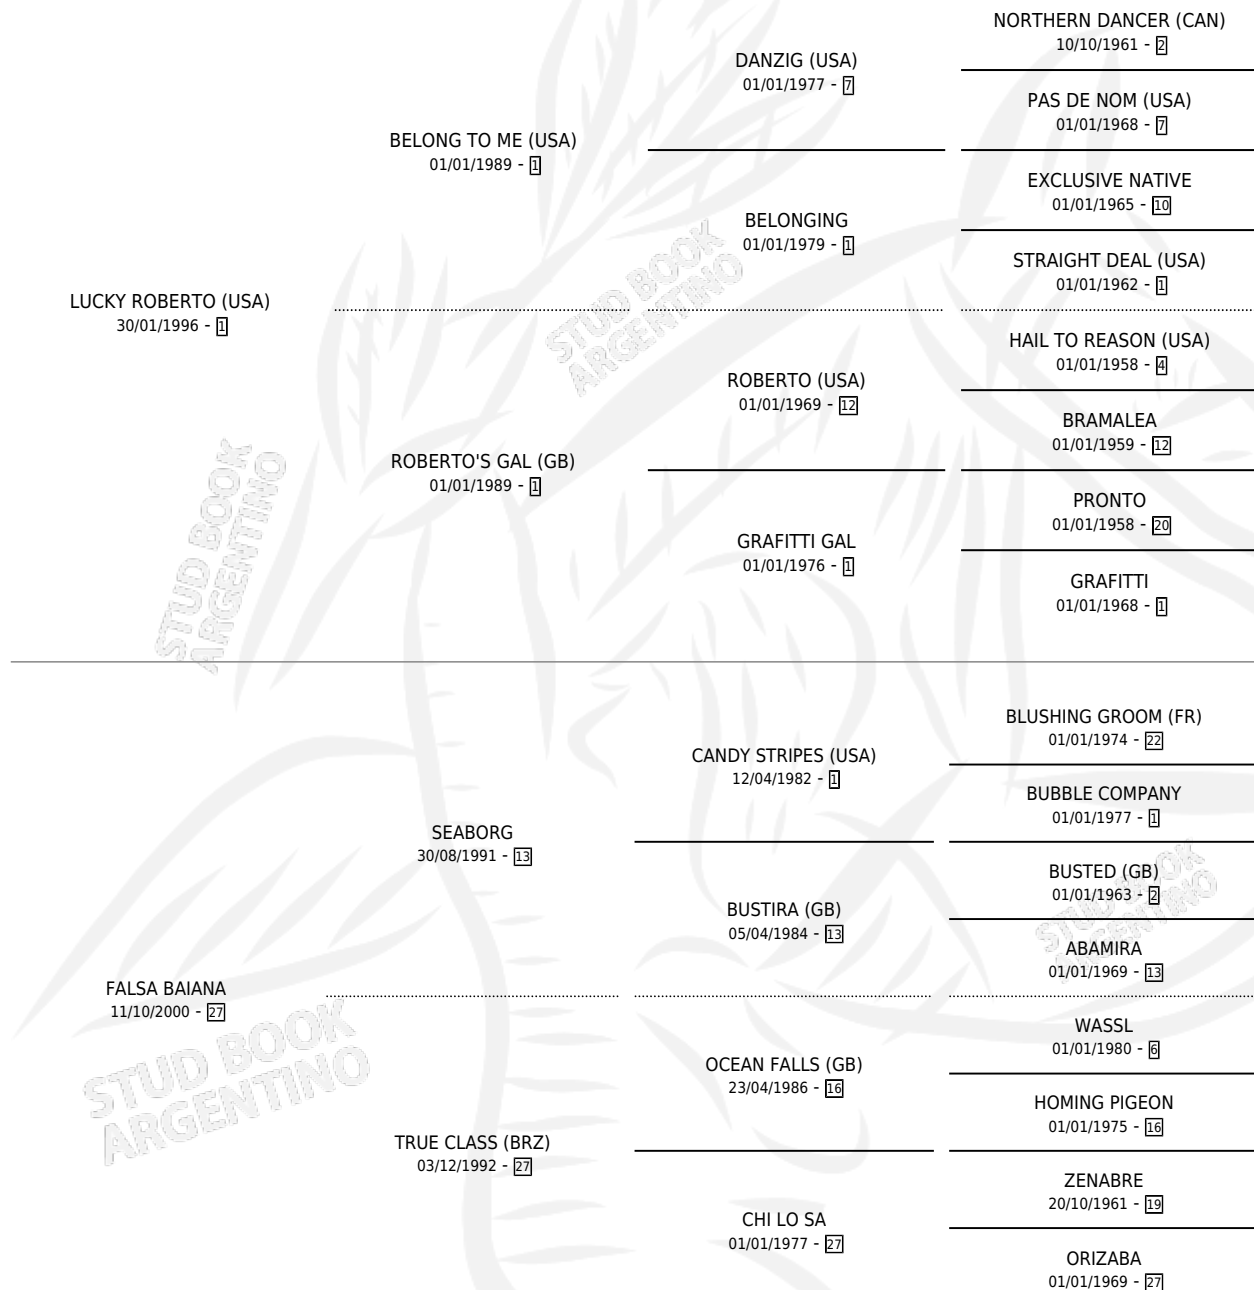 NORTHERN DANCER (CAN)
10/10/1961 - 2
DANZIG (USA)
01/01/1977 - 7
PAS DE NOM (USA)
01/01/1968 - 7
BELONG TO ME (USA)
01/01/1989 - 1
EXCLUSIVE NATIVE
01/01/1965 - 10
BELONGING
01/01/1979 - 1
STRAIGHT DEAL (USA)
01/01/1962 - 1
LUCKY ROBERTO (USA)
30/01/1996 - 1
HAIL TO REASON (USA)
01/01/1958 - 4
ROBERTO (USA)
01/01/1969 - 12
BRAMALEA
01/01/1959 - 12
ROBERTO'S GAL (GB)
01/01/1989 - 1
PRONTO
01/01/1958 - 20
GRAFITTI GAL
01/01/1976 - 1
GRAFITTI
01/01/1968 - 1
BLUSHING GROOM (FR)
01/01/1974 - 22
CANDY STRIPES (USA)
12/04/1982 - 1
BUBBLE COMPANY
01/01/1977 - 1
SEABORG
30/08/1991 - 13
BUSTED (GB)
01/01/1963 - 2
BUSTIRA (GB)
05/04/1984 - 13
ABAMIRA
01/01/1969 - 13
FALSA BAIANA
11/10/2000 - 27
WASSL
01/01/1980 - 6
OCEAN FALLS (GB)
23/04/1986 - 16
HOMING PIGEON
01/01/1975 - 16
TRUE CLASS (BRZ)
03/12/1992 - 27
ZENABRE
20/10/1961 - 19
CHI LO SA
01/01/1977 - 27
ORIZABA
01/01/1969 - 27
STUD BOOK
ARGENTINO
STUD BOOK
ARGENTINO
STUD BOOK
ARGENTINO
STUD BOOK
ARGENTINO